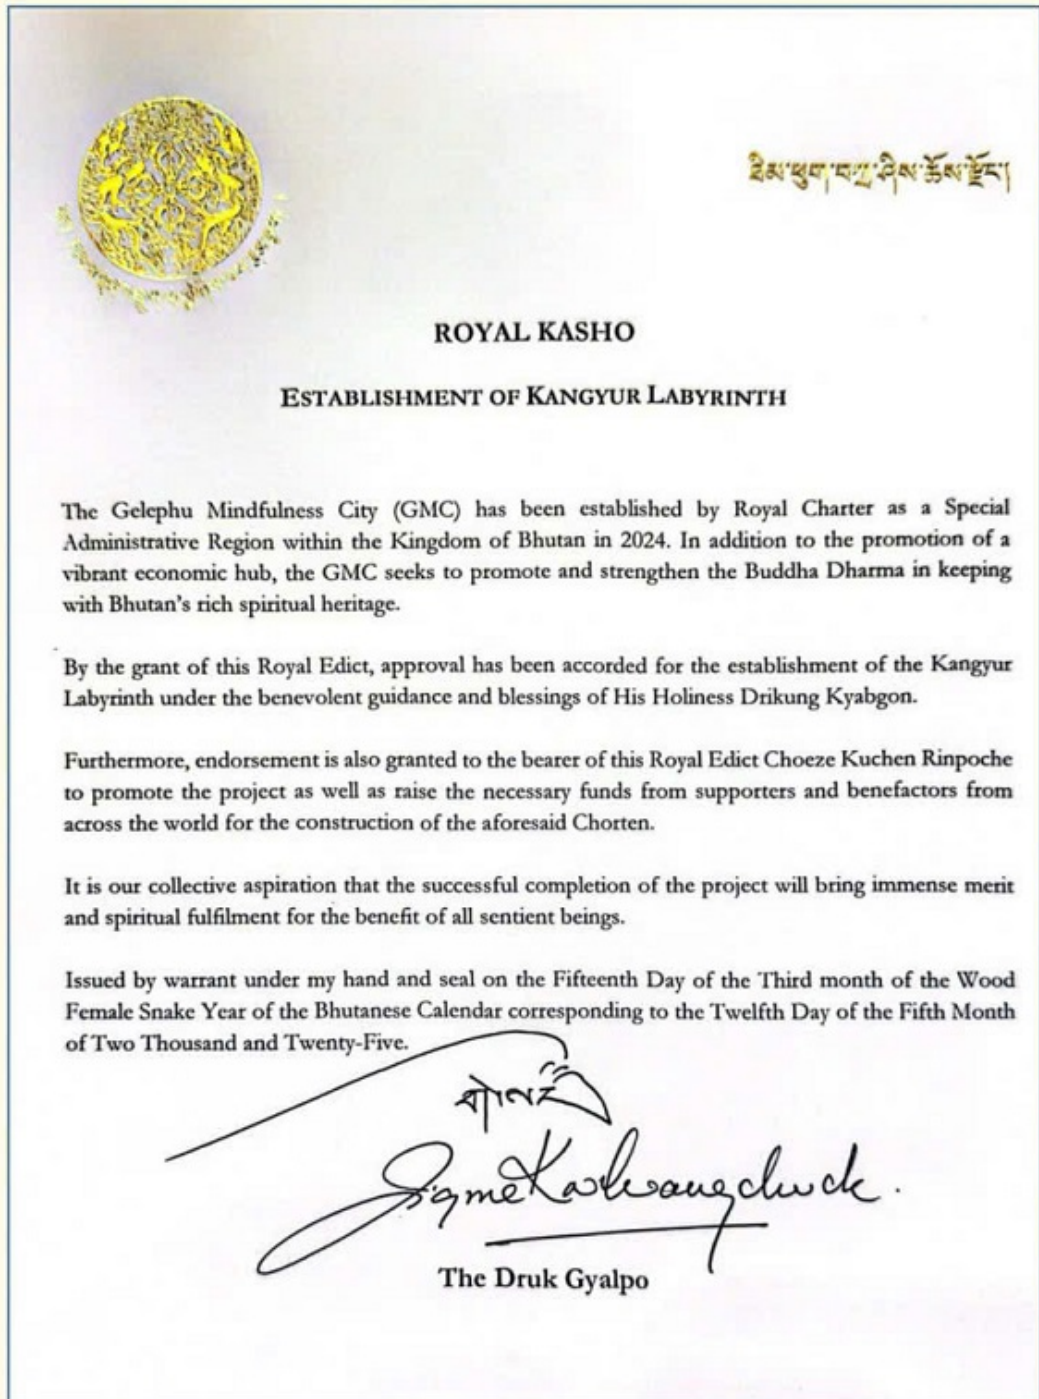 ཐིམ་ཕུག་བཀྲ་ཤིས་ཆོས་རྫོང་།
ROYAL KASHO
ESTABLISHMENT OF KANGYUR LABYRINTH
The Gelephu Mindfulness City (GMC) has been established by Royal Charter as a Special
Administrative Region within the Kingdom of Bhutan in 2024. In addition to the promotion of a
vibrant economic hub, the GMC seeks to promote and strengthen the Buddha Dharma in keeping
with Bhutan's rich spiritual heritage.
By the grant of this Royal Edict, approval has been accorded for the establishment of the Kangyur
Labyrinth under the benevolent guidance and blessings of His Holiness Drikung Kyabgon.
Furthermore, endorsement is also granted to the bearer of this Royal Edict Choeze Kuchen Rinpoche
to promote the project as well as raise the necessary funds from supporters and benefactors from
across the world for the construction of the aforesaid Chorten.
It is our collective aspiration that the successful completion of the project will bring immense merit
and spiritual fulfilment for the benefit of all sentient beings.
Issued by warrant under my hand and seal on the Fifteenth Day of the Third month of the Wood
Female Snake Year of the Bhutanese Calendar corresponding to the Twelfth Day of the Fifth Month
of Two Thousand and Twenty-Five.
The Druk Gyalpo